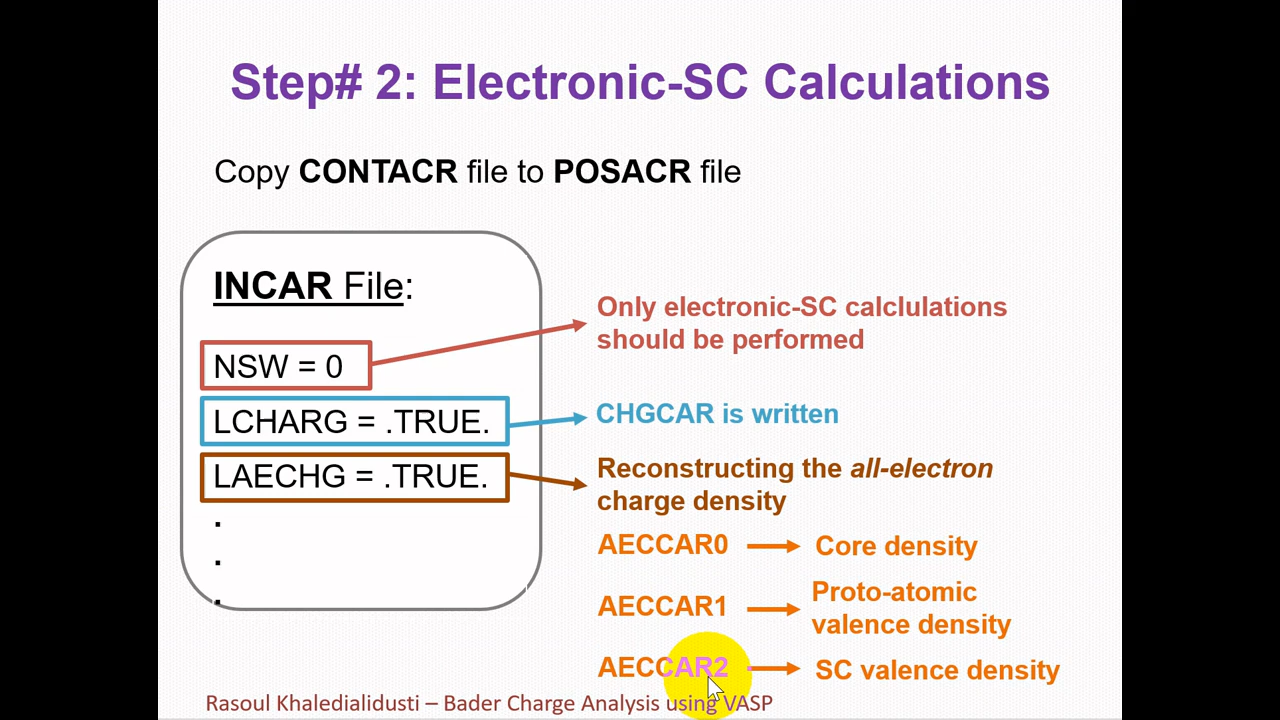 Step# 2: Electronic-SC Calculations
Copy CONTACR file to POSACR file
INCAR File:
NSW = 0
LCHARG = .TRUE.
LAECHG = .TRUE.
.
.
.
Only electronic-SC calclulations
should be performed
CHGCAR is written
Reconstructing the all-electron
charge density
AECCAR0
Core density
AECCAR1
Proto-atomic
valence density
AECCAR2
SC valence density
Rasoul Khaledialidusti – Bader Charge Analysis using VASP